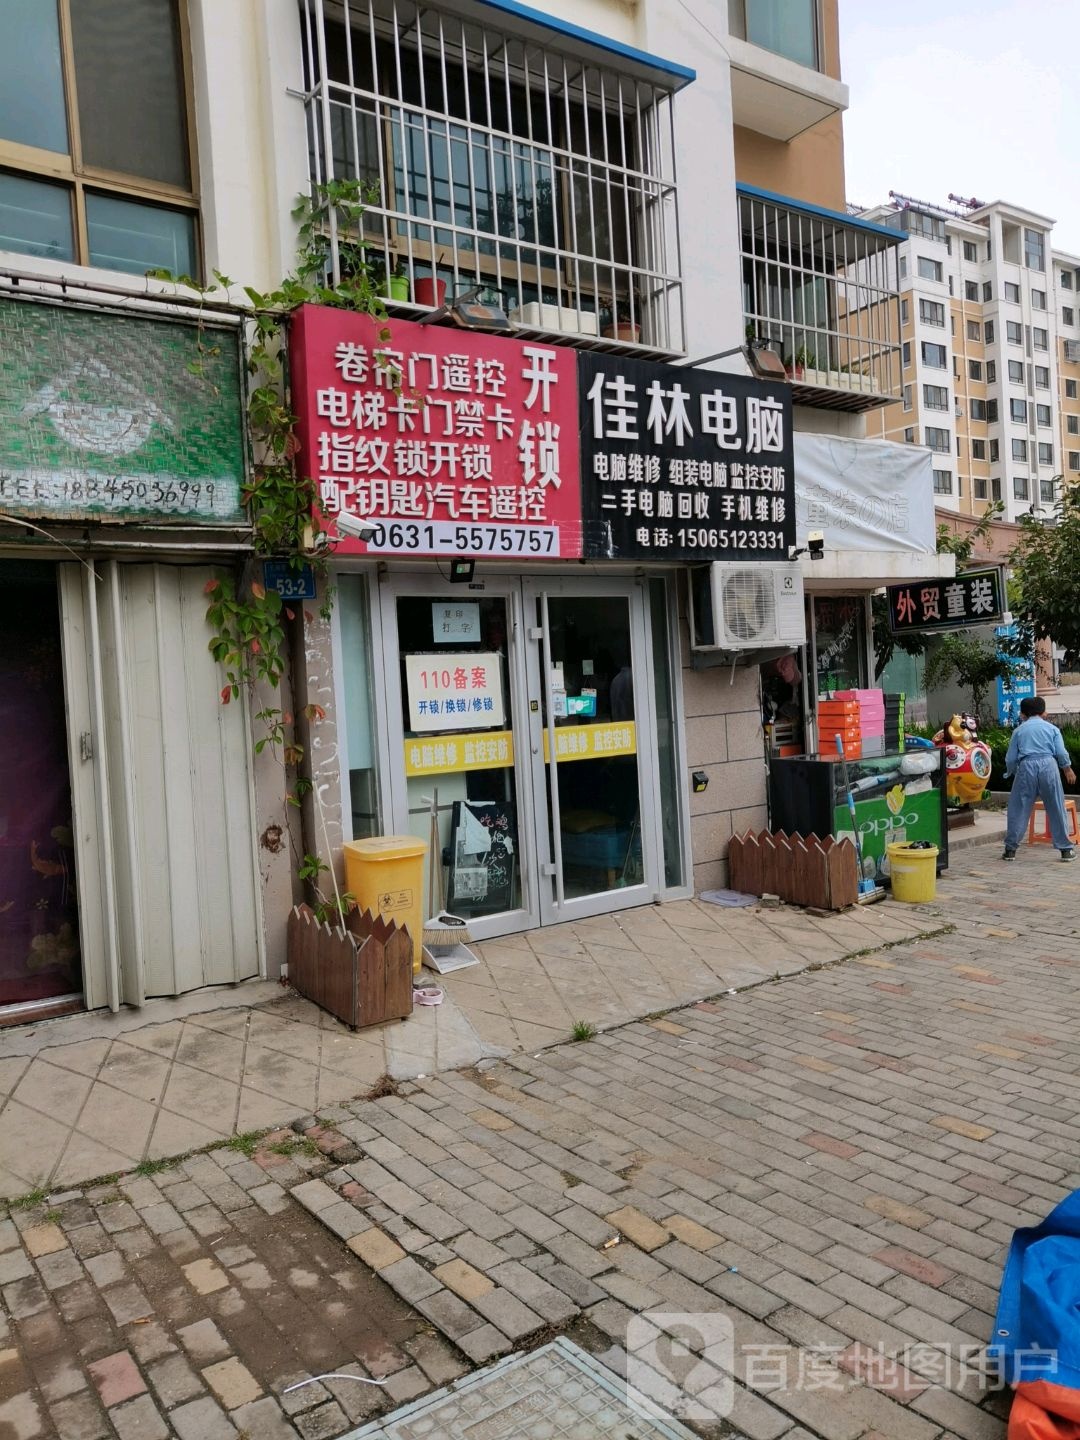 卷帘门遥控
电梯卡门禁卡
指纹锁开锁
配钥匙汽车遥控
开锁
0631-5575757
佳林电脑
电脑维修 组装电脑 监控安防
二手电脑回收 手机维修
电话:15065123331
童装の店
外贸童装
53-2
复印
打字
110备案
开锁/换锁/修锁
电脑维修 监控安防
脑维修 监控安防
oppo
百度地图用户